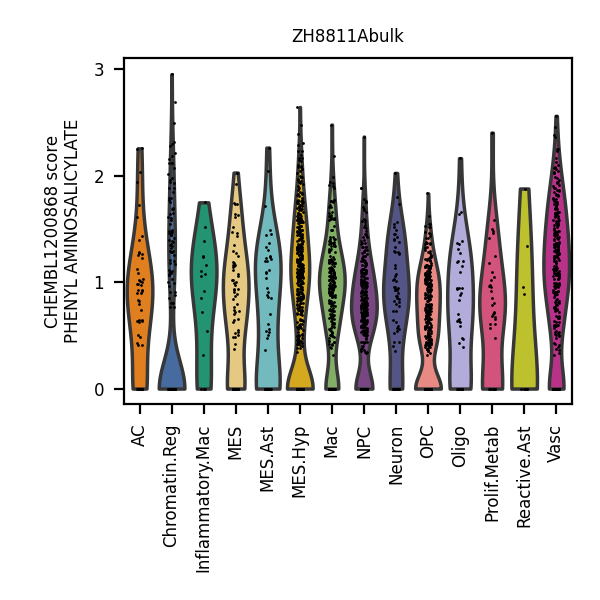 ZH8811Abulk
CHEMBL1200868 score
PHENYL AMINOSALICYLATE
3
2
1
0
AC
Chromatin.Reg
Inflammatory.Mac
MES
MES.Ast
MES.Hyp
Mac
NPC
Neuron
OPC
Oligo
Prolif.Metab
Reactive.Ast
Vasc